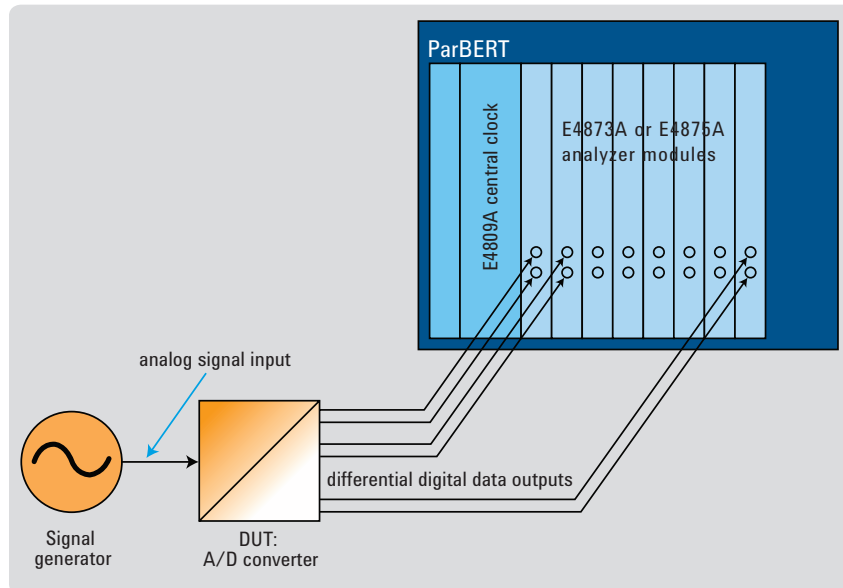 ParBERT
E4809A central clock
E4873A or E4875A
analyzer modules
analog signal input
differential digital data outputs
Signal
generator
DUT:
A/D converter